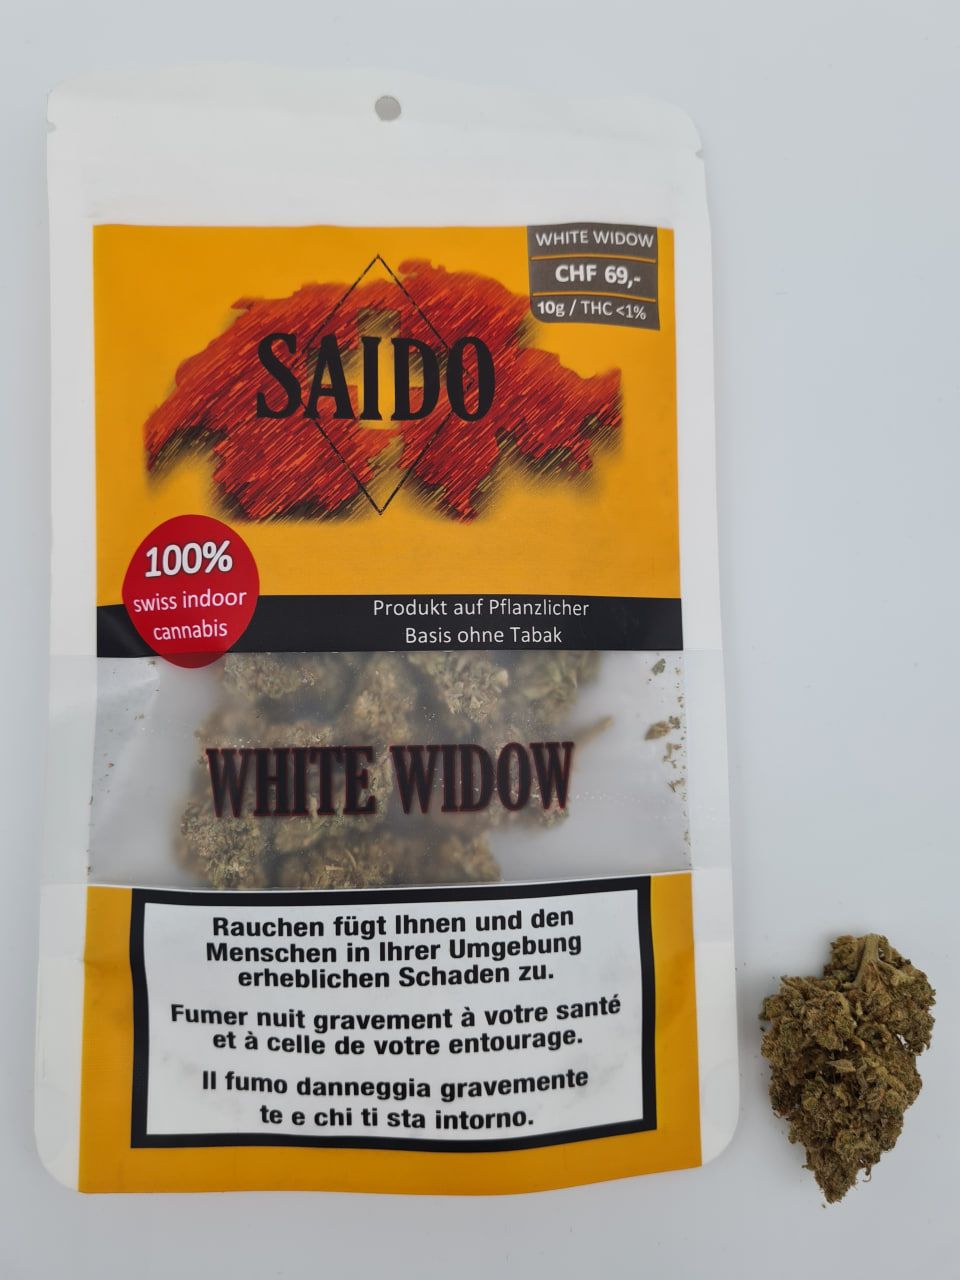 WHITE WIDOW
CHF 69,-
10g / THC <1%
SAIDO
100%
swiss indoor
cannabis
Produkt auf Pflanzlicher
Basis ohne Tabak
WHITE WIDOW
Rauchen fügt Ihnen und den
Menschen in Ihrer Umgebung
erheblichen Schaden zu.
Fumer nuit gravement à votre santé
et à celle de votre entourage.
Il fumo danneggia gravemente
te e chi ti sta intorno.